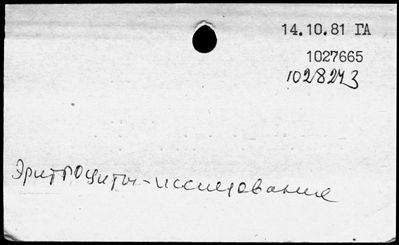 14.10.81 ГА
1027665
1028243
Эритроциты-исследование